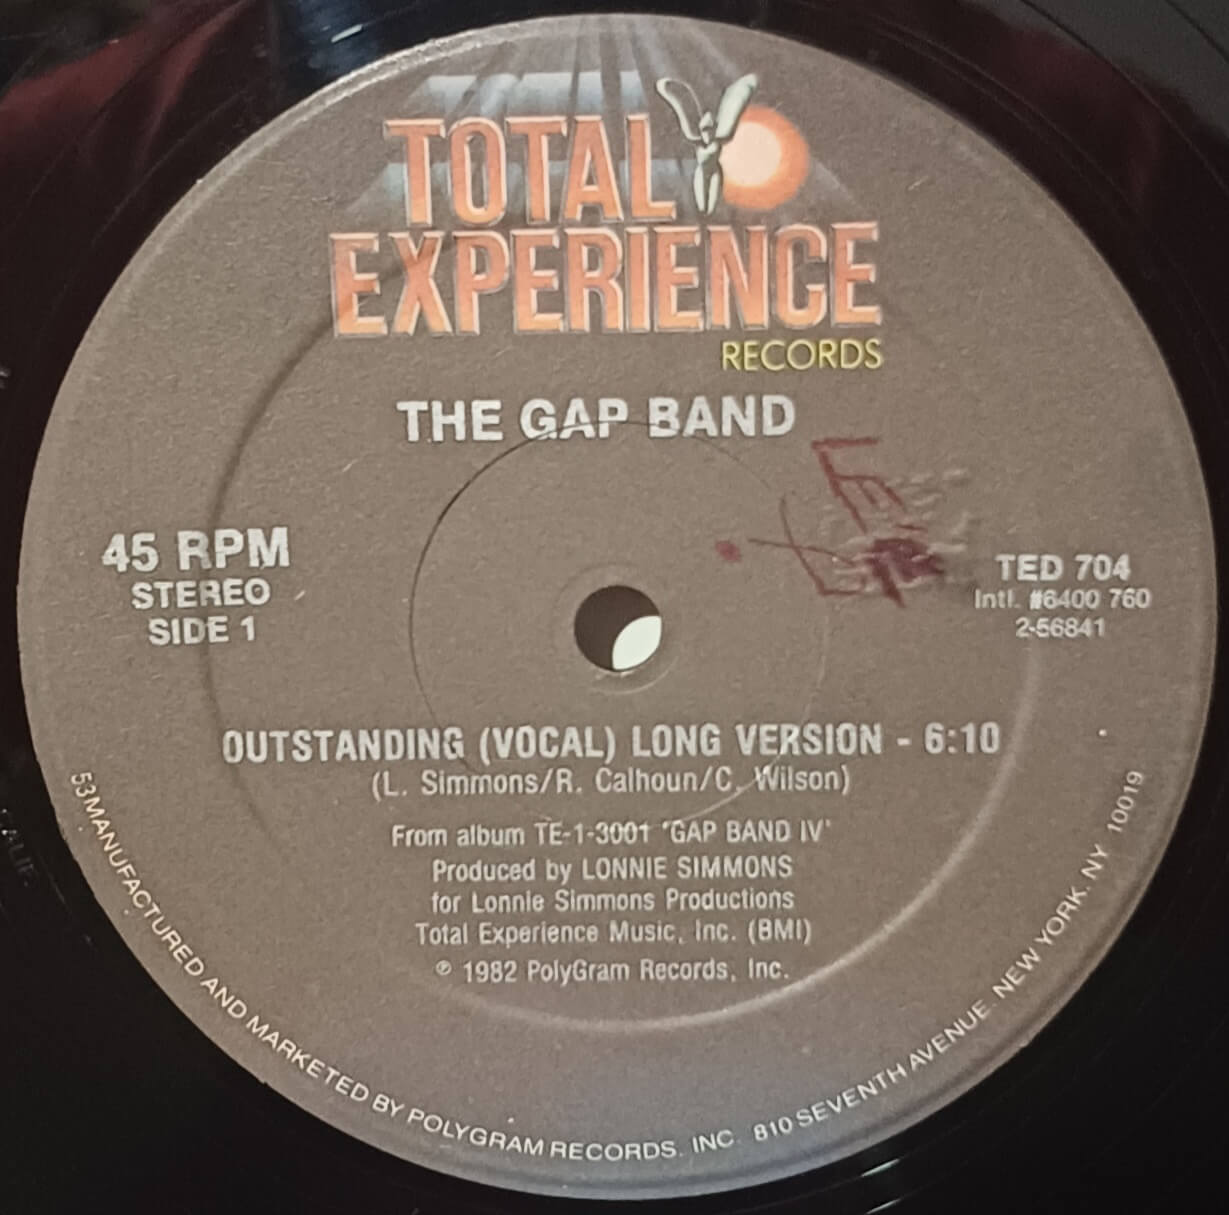 TOTAL
EXPERIENCE
RECORDS
THE GAP BAND
45 RPM
STEREO
SIDE 1
TED 704
Intl. #6400 760
2-56841
OUTSTANDING (VOCAL) LONG VERSION - 6:10
(L. Simmons/R. Calhoun/C. Wilson)
From album TE-1-3001 'GAP BAND IV'
Produced by LONNIE SIMMONS
for Lonnie Simmons Productions
Total Experience Music, Inc. (BMI)
℗ 1982 PolyGram Records, Inc.
53 MANUFACTURED AND MARKETED BY POLYGRAM RECORDS, INC. 810 SEVENTH AVENUE, NEW YORK, NY 10019